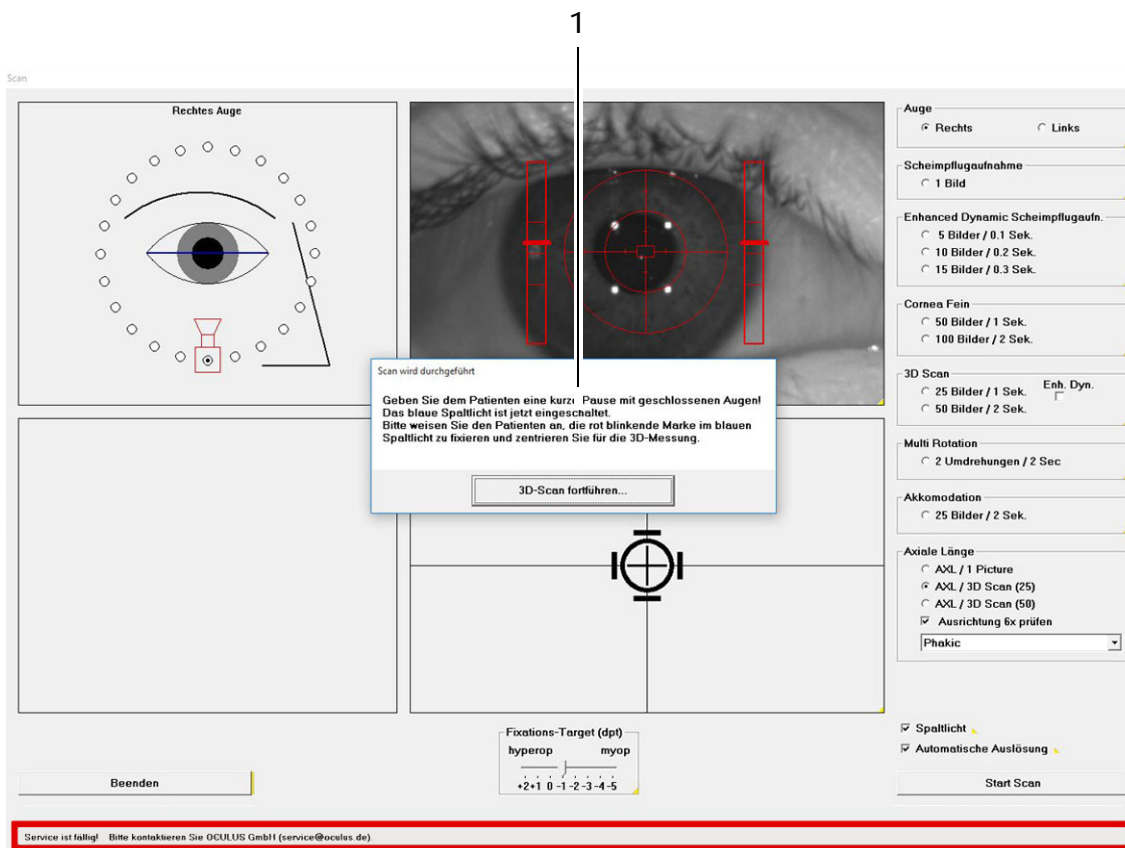 1
Scan
Rechtes Auge
Auge
Rechts Links
Scheimpflugaufnahme
1 Bild
Enhanced Dynamic Scheimpflugaufn.
5 Bilder / 0.1 Sek.
10 Bilder / 0.2 Sek.
15 Bilder / 0.3 Sek.
Cornea Fein
50 Bilder / 1 Sek.
100 Bilder / 2 Sek.
3D Scan
25 Bilder / 1 Sek. Enh. Dyn.
50 Bilder / 2 Sek.
Multi Rotation
2 Umdrehungen / 2 Sec
Akkomodation
25 Bilder / 2 Sek.
Axiale Länge
AXL / 1 Picture
AXL / 3D Scan (25)
AXL / 3D Scan (50)
Ausrichtung 6x prüfen
Phakic
Scan wird durchgeführt
Geben Sie dem Patienten eine kurze Pause mit geschlossenen Augen!
Das blaue Spaltlicht ist jetzt eingeschaltet.
Bitte weisen Sie den Patienten an, die rot blinkende Marke im blauen
Spaltlicht zu fixieren und zentrieren Sie für die 3D-Messung.
3D-Scan fortführen...
Fixations-Target (dpt)
hyperop myop
+2+1 0 -1 -2 -3 -4 -5
Spaltlicht
Automatische Auslösung
Beenden
Start Scan
Service ist fällig! Bitte kontaktieren Sie OCULUS GmbH (service@oculus.de).